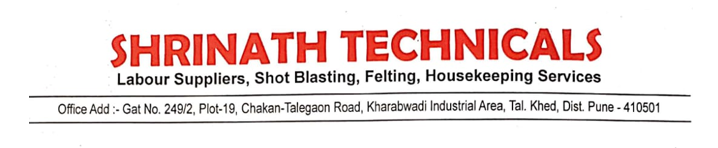 SHRINATH TECHNICALS
Labour Suppliers, Shot Blasting, Felting, Housekeeping Services
Office Add :- Gat No. 249/2, Plot-19, Chakan-Talegaon Road, Kharabwadi Industrial Area, Tal. Khed, Dist. Pune - 410501